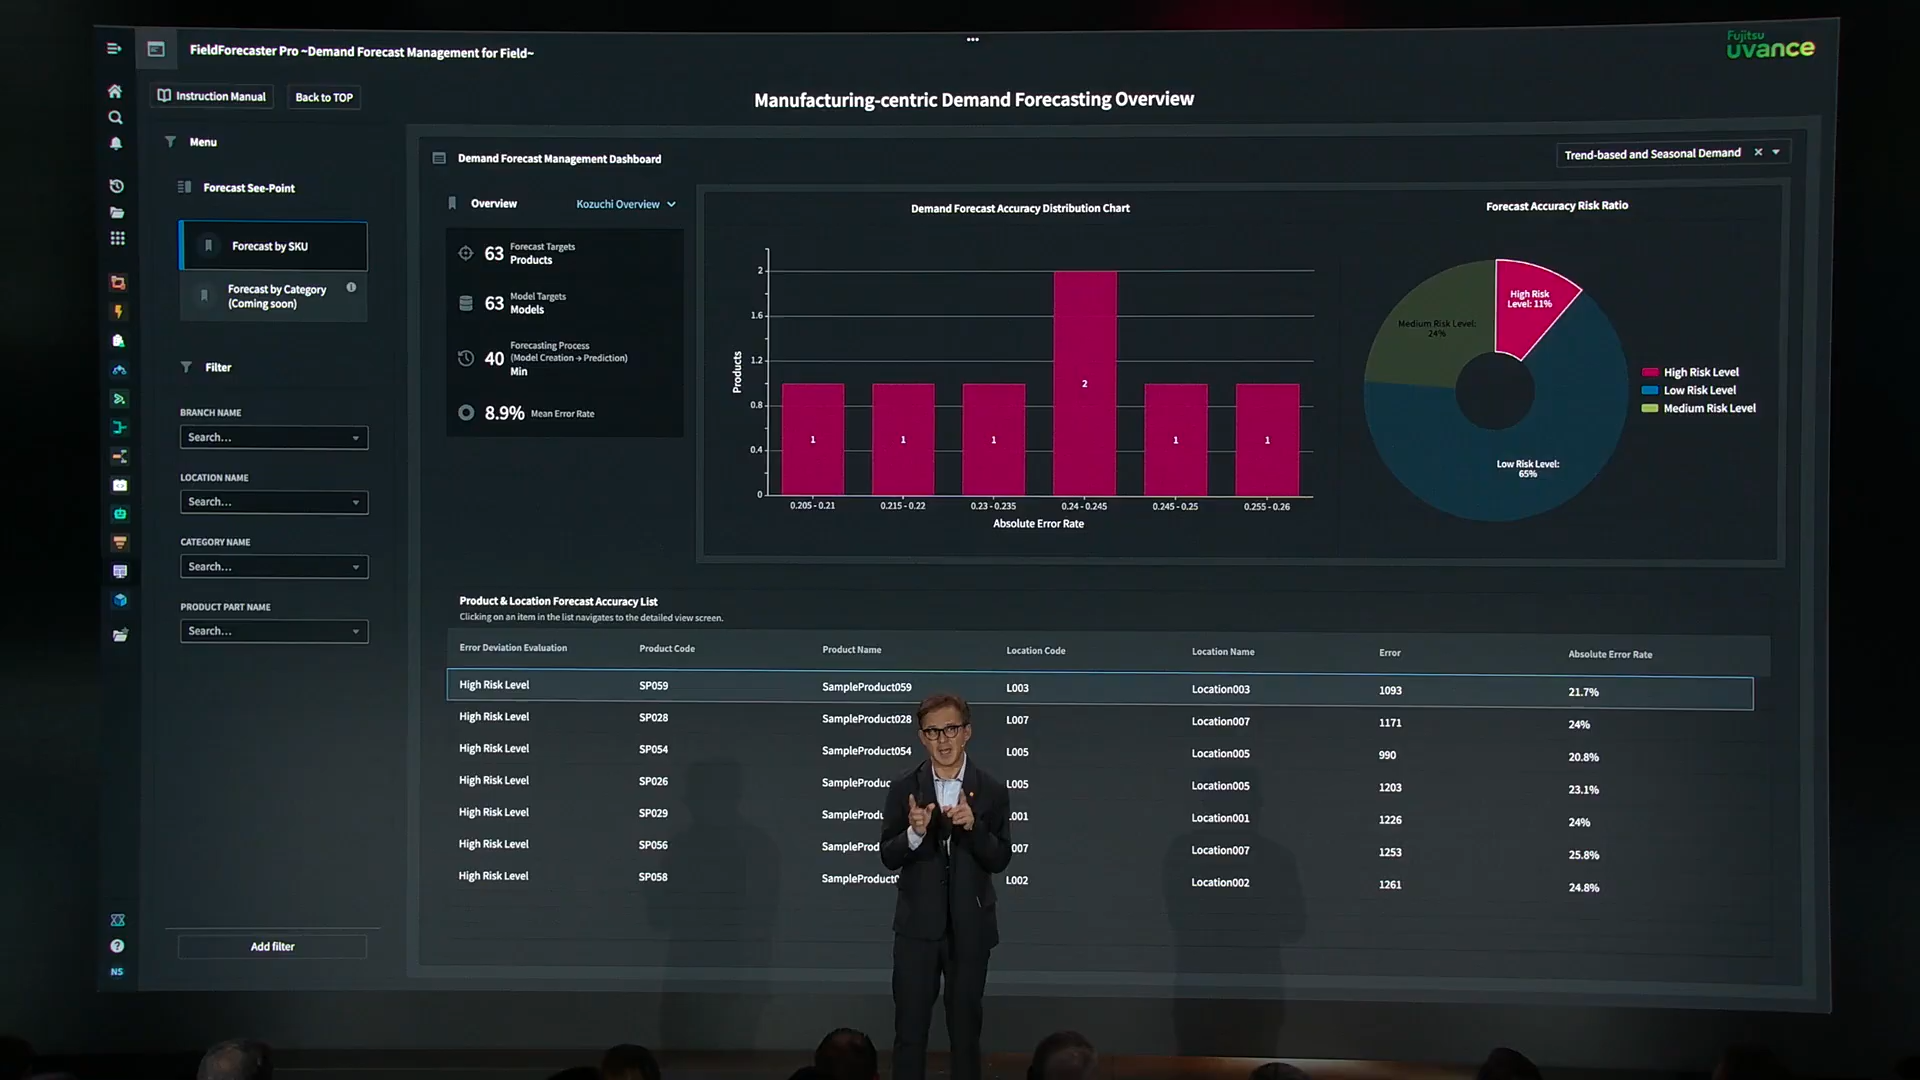 FieldForecaster Pro ~Demand Forecast Management for Field~
Fujitsu
uvance
Instruction Manual
Back to TOP
Manufacturing-centric Demand Forecasting Overview
Menu
Forecast See-Point
Forecast by SKU
Forecast by Category
(Coming soon)
Filter
BRANCH NAME
Search...
LOCATION NAME
Search...
CATEGORY NAME
Search...
PRODUCT PART NAME
Search...
Add filter
NS
Demand Forecast Management Dashboard
Trend-based and Seasonal Demand
Overview
Kozuchi Overview
63 Forecast Targets
Products
63 Model Targets
Models
40 Forecasting Process
(Model Creation → Prediction)
Min
8.9% Mean Error Rate
Demand Forecast Accuracy Distribution Chart
Products
2
1.6
1.2
0.8
0.4
0
1
1
1
2
1
1
0.205 - 0.21
0.215 - 0.22
0.23 - 0.235
0.24 - 0.245
0.245 - 0.25
0.255 - 0.26
Absolute Error Rate
Forecast Accuracy Risk Ratio
High Risk
Level: 11%
Medium Risk Level:
24%
Low Risk Level:
65%
High Risk Level
Low Risk Level
Medium Risk Level
Product & Location Forecast Accuracy List
Clicking on an item in the list navigates to the detailed view screen.
Error Deviation Evaluation Product Code Product Name Location Code Location Name Error Absolute Error Rate
High Risk Level SP059 SampleProduct059 L003 Location003 1093 21.7%
High Risk Level SP028 SampleProduct028 L007 Location007 1171 24%
High Risk Level SP054 SampleProduct054 L005 Location005 990 20.8%
High Risk Level SP026 SampleProduc L005 Location005 1203 23.1%
High Risk Level SP029 SampleProdu .001 Location001 1226 24%
High Risk Level SP056 SampleProd 007 Location007 1253 25.8%
High Risk Level SP058 SampleProduct L002 Location002 1261 24.8%